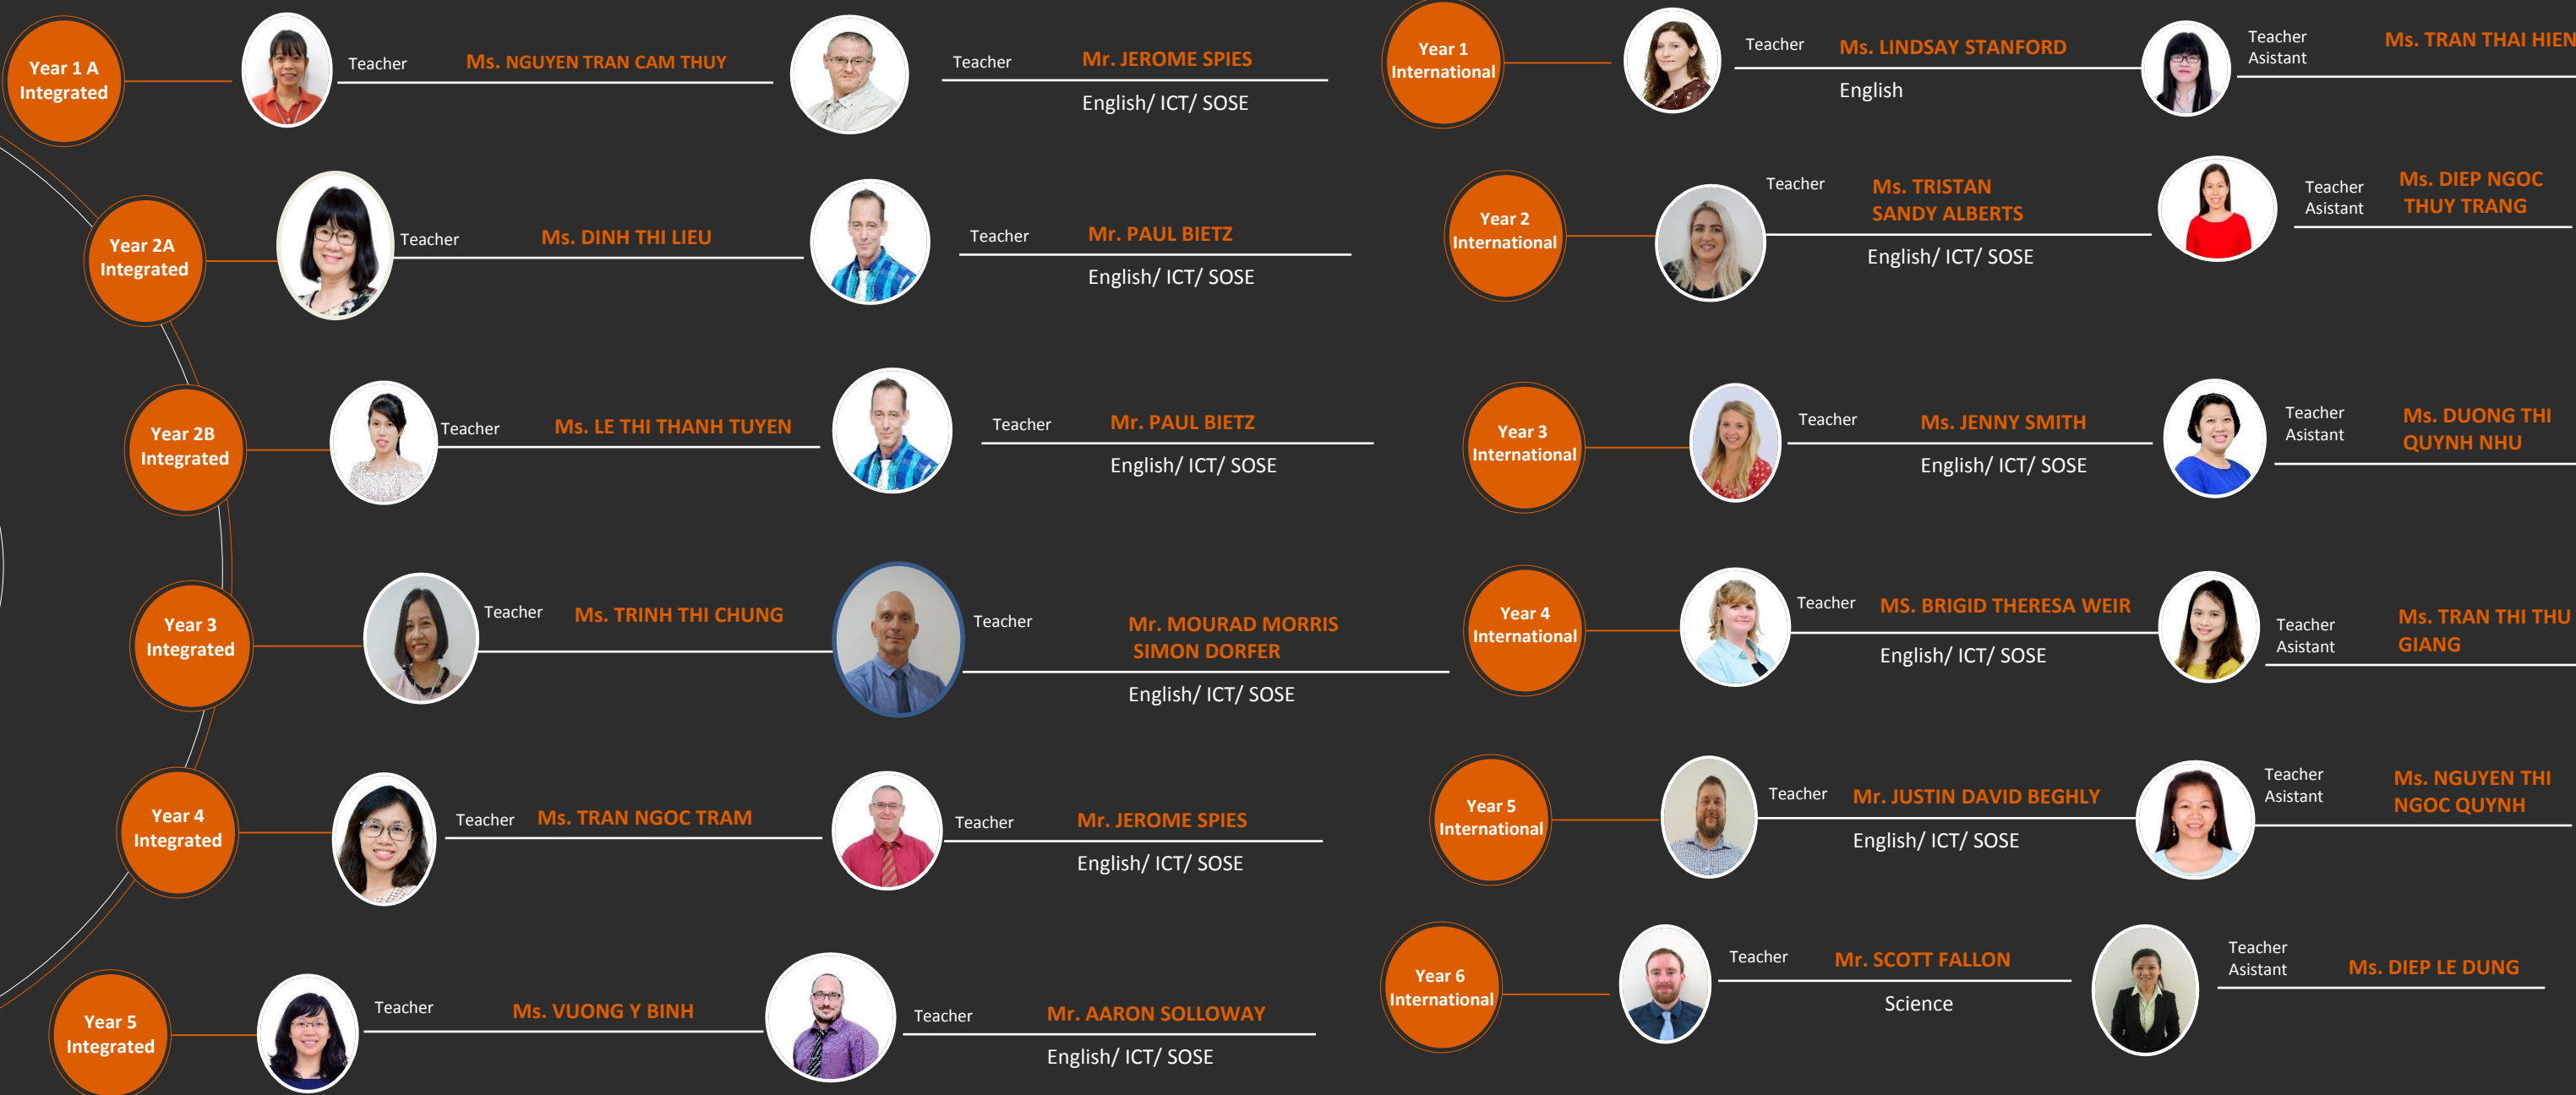 Year 1 A
Integrated
Teacher
Ms. NGUYEN TRAN CAM THUY
Teacher
Mr. JEROME SPIES
English/ ICT/ SOSE
Year 2A
Integrated
Teacher
Ms. DINH THI LIEU
Teacher
Mr. PAUL BIETZ
English/ ICT/ SOSE
Year 2B
Integrated
Teacher
Ms. LE THI THANH TUYEN
Teacher
Mr. PAUL BIETZ
English/ ICT/ SOSE
Year 3
Integrated
Teacher
Ms. TRINH THI CHUNG
Teacher
Mr. MOURAD MORRIS
SIMON DORFER
English/ ICT/ SOSE
Year 4
Integrated
Teacher
Ms. TRAN NGOC TRAM
Teacher
Mr. JEROME SPIES
English/ ICT/ SOSE
Year 5
Integrated
Teacher
Ms. VUONG Y BINH
Teacher
Mr. AARON SOLLOWAY
English/ ICT/ SOSE
Year 1
International
Teacher
Ms. LINDSAY STANFORD
English
Teacher
Asistant
Ms. TRAN THAI HIEN
Year 2
International
Teacher
Ms. TRISTAN
SANDY ALBERTS
English/ ICT/ SOSE
Teacher
Asistant
Ms. DIEP NGOC
THUY TRANG
Year 3
International
Teacher
Ms. JENNY SMITH
English/ ICT/ SOSE
Teacher
Asistant
Ms. DUONG THI
QUYNH NHU
Year 4
International
Teacher
MS. BRIGID THERESA WEIR
English/ ICT/ SOSE
Teacher
Asistant
Ms. TRAN THI THU
GIANG
Year 5
International
Teacher
Mr. JUSTIN DAVID BEGHLY
English/ ICT/ SOSE
Teacher
Asistant
Ms. NGUYEN THI
NGOC QUYNH
Year 6
International
Teacher
Mr. SCOTT FALLON
Science
Teacher
Asistant
Ms. DIEP LE DUNG